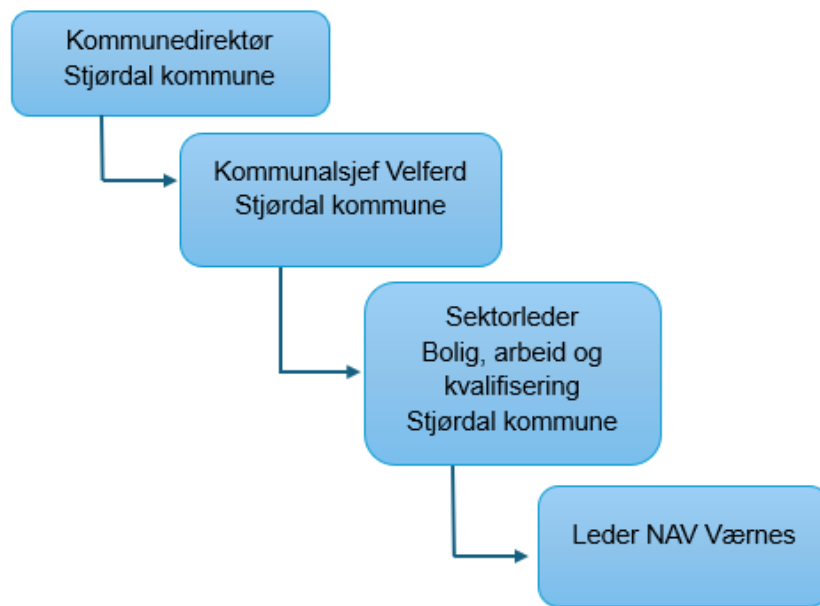 Kommunedirektør
Stjørdal kommune
Kommunalsjef Velferd
Stjørdal kommune
Sektorleder
Bolig, arbeid og
kvalifisering
Stjørdal kommune
Leder NAV Værnes